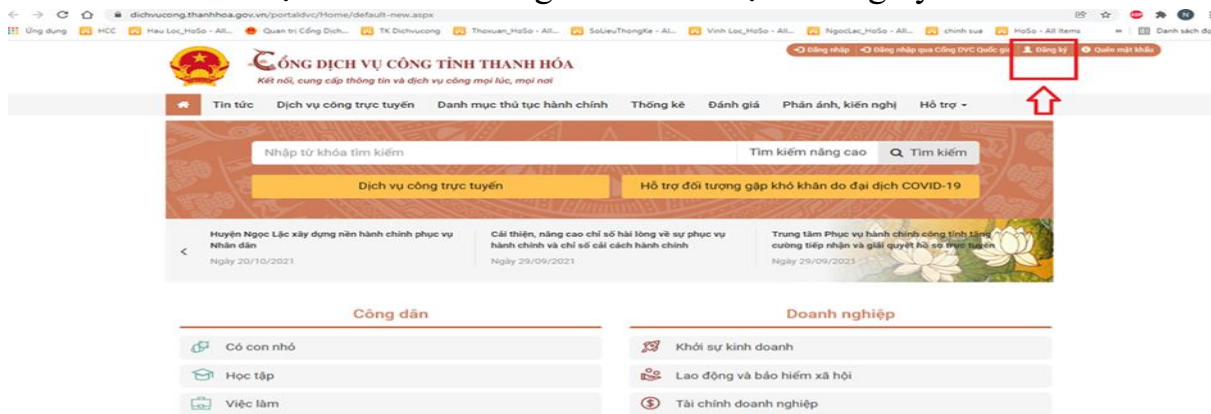 dichvucong.thanhhoa.gov.vn/portaldvc/Home/default-new.aspx
Ứng dụng HCC Hau Loc_HoSo - All... Quản trị Cổng Dịch... TK Dichvucong Thoxuan_HoSo - All... SoLieuThongKe - Al... Vinh Loc_HoSo - All... NgocLac_HoSo - All... chinh sua HoSo - All Items Danh sách
Đăng nhập Đăng nhập qua Cổng DVC Quốc gia Đăng ký Quên mật khẩu
CỔNG DỊCH VỤ CÔNG TỈNH THANH HÓA
Kết nối, cung cấp thông tin và dịch vụ công mọi lúc, mọi nơi
Tin tức Dịch vụ công trực tuyến Danh mục thủ tục hành chính Thống kê Đánh giá Phản ánh, kiến nghị Hỗ trợ
Nhập từ khóa tìm kiếm Tìm kiếm nâng cao Tìm kiếm
Dịch vụ công trực tuyến Hỗ trợ đối tượng gặp khó khăn do đại dịch COVID-19
Huyện Ngọc Lặc xây dựng nền hành chính phục vụ
Nhân dân
Ngày 20/10/2021
Cải thiện, nâng cao chỉ số hài lòng về sự phục vụ
hành chính và chỉ số cải cách hành chính
Ngày 29/09/2021
Trung tâm Phục vụ hành chính công tỉnh tăng
cường tiếp nhận và giải quyết hồ sơ trực tuyến
Ngày 29/09/2021
Công dân
Có con nhỏ
Học tập
Việc làm
Doanh nghiệp
Khởi sự kinh doanh
Lao động và bảo hiểm xã hội
Tài chính doanh nghiệp